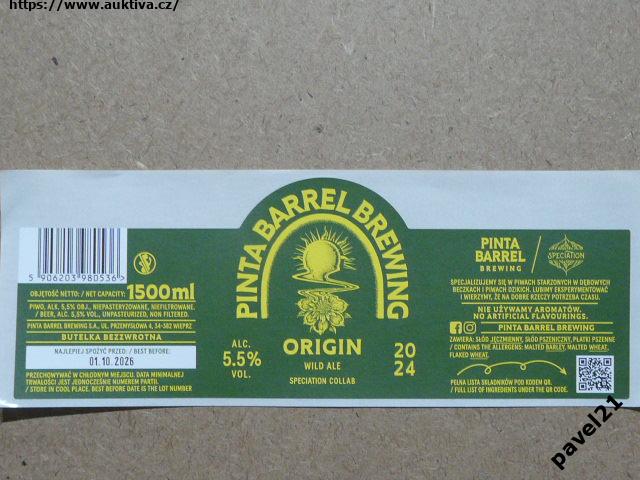 https://www.auktiva.cz/
5 906203 980536 >
OBJĘTOŚĆ NETTO: / NET CAPACITY: 1500ml
PIWO, ALK. 5,5% OBJ., NIEPASTERYZOWANE, NIEFILTROWANE.
/ BEER, ALC. 5,5% VOL., UNPASTEURIZED, NON FILTERED.
PINTA BARREL BREWING S.A., UL. PRZEMYSŁOWA 4, 34-382 WIEPRZ
BUTELKA BEZZWROTNA
NAJLEPIEJ SPOŻYĆ PRZED: / BEST BEFORE:
01.10.2026
PRZECHOWYWAĆ W CHŁODNYM MIEJSCU. DATA MINIMALNEJ
TRWAŁOŚCI JEST JEDNOCZEŚNIE NUMEREM PARTII.
/ STORE IN COOL PLACE. BEST BEFORE DATE IS THE LOT NUMBER
PINTA BARREL BREWING
ALC.
5.5%
VOL.
ORIGIN
WILD ALE
SPECIATION COLLAB
20
24
PINTA
BARREL
BREWING
SPECIATION
SPECJALIZUJEMY SIĘ W PIWACH STARZONYCH W DĘBOWYCH
BECZKACH I PIWACH DZIKICH. LUBIMY EKSPERYMENTOWAĆ
I WIERZYMY, ŻE NA DOBRE RZECZY POTRZEBA CZASU.
NIE UŻYWAMY AROMATÓW.
NO ARTIFICIAL FLAVOURINGS.
PINTA BARREL BREWING
ZAWIERA: SŁÓD JĘCZMIENNY, SŁÓD PSZENICZNY, PŁATKI PSZENNE
/ CONTAINS THE ALLERGENS: MALTED BARLEY, MALTED WHEAT,
FLAKED WHEAT.
PEŁNA LISTA SKŁADNIKÓW POD KODEM QR.
/ FULL LIST OF INGREDIENTS UNDER THE QR CODE.
pavel21